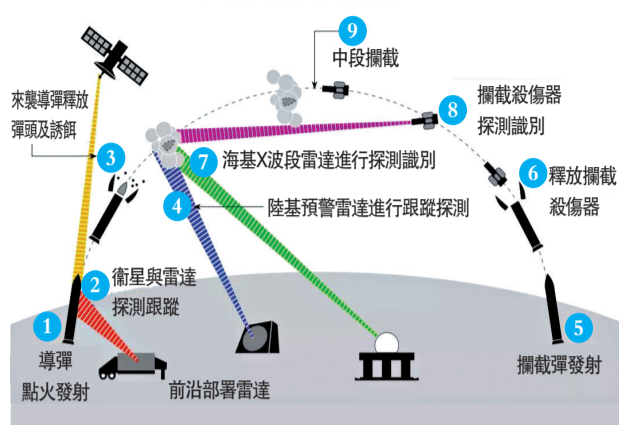 1
導彈
點火發射
2
衞星與雷達
探測跟蹤
前沿部署雷達
來襲導彈釋放
彈頭及誘餌
3
4
陸基預警雷達進行跟蹤探測
5
攔截彈發射
6
釋放攔截
殺傷器
7
海基X波段雷達進行探測識別
8
攔截殺傷器
探測識別
9
中段攔截